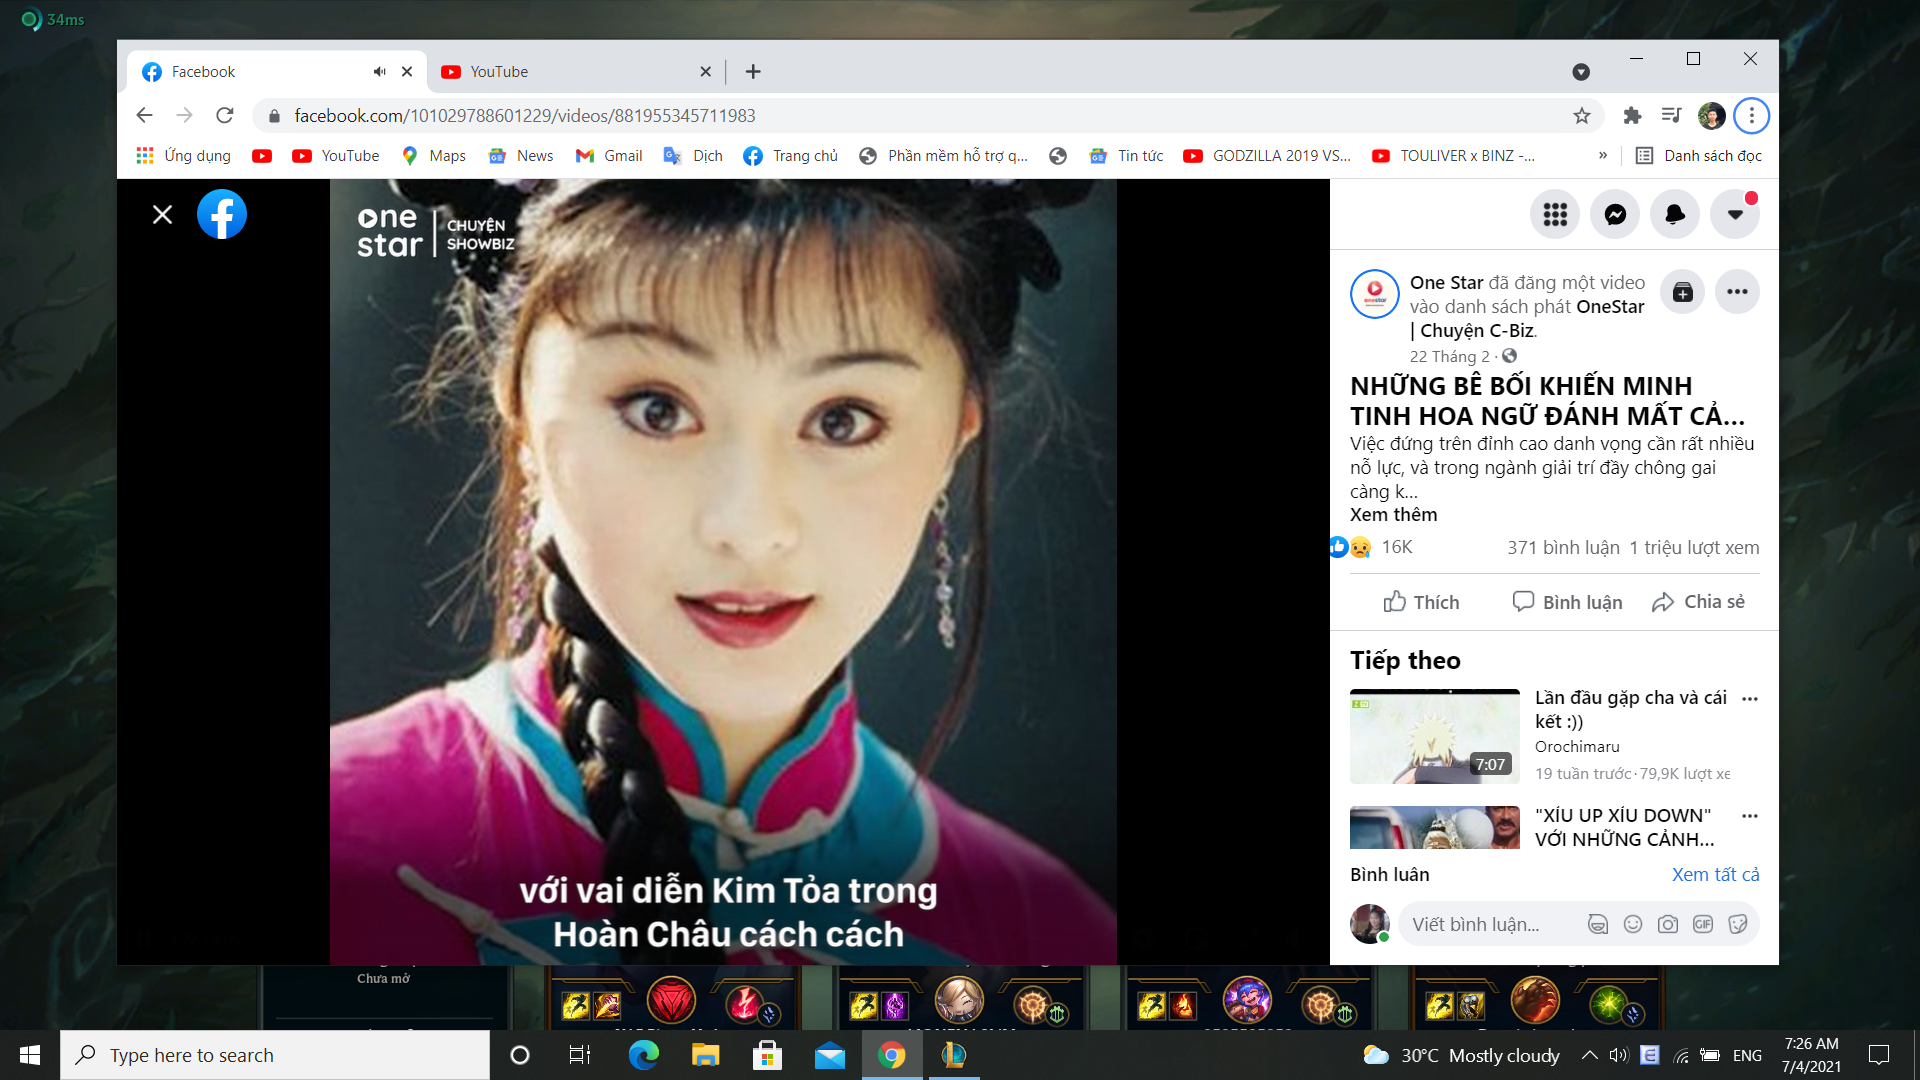 34ms
Facebook
YouTube
facebook.com/101029788601229/videos/881955345711983
Ứng dụng
YouTube
Maps
News
Gmail
Dịch
Trang chủ
Phần mềm hỗ trợ q...
Tin tức
GODZILLA 2019 VS...
TOULIVER x BINZ -...
»
Danh sách đọc
one star
CHUYỆN
SHOWBIZ
với vai diễn Kim Tỏa trong
Hoàn Châu cách cách
One Star đã đăng một video
vào danh sách phát OneStar
| Chuyện C-Biz.
22 Tháng 2 ·
NHỮNG BÊ BỐI KHIẾN MINH
TINH HOA NGỮ ĐÁNH MẤT CẢ...
Việc đứng trên đỉnh cao danh vọng cần rất nhiều
nỗ lực, và trong ngành giải trí đầy chông gai
càng k...
Xem thêm
16K
371 bình luận 1 triệu lượt xem
Thích
Bình luận
Chia sẻ
Tiếp theo
7:07
Lần đầu gặp cha và cái
kết :))
Orochimaru
19 tuần trước · 79,9K lượt xe
"XÍU UP XÍU DOWN"
VỚI NHỮNG CẢNH...
Bình luận
Xem tất cả
Viết bình luận...
GIF
Chưa mở
Type here to search
30°C Mostly cloudy
ENG
7:26 AM
7/4/2021